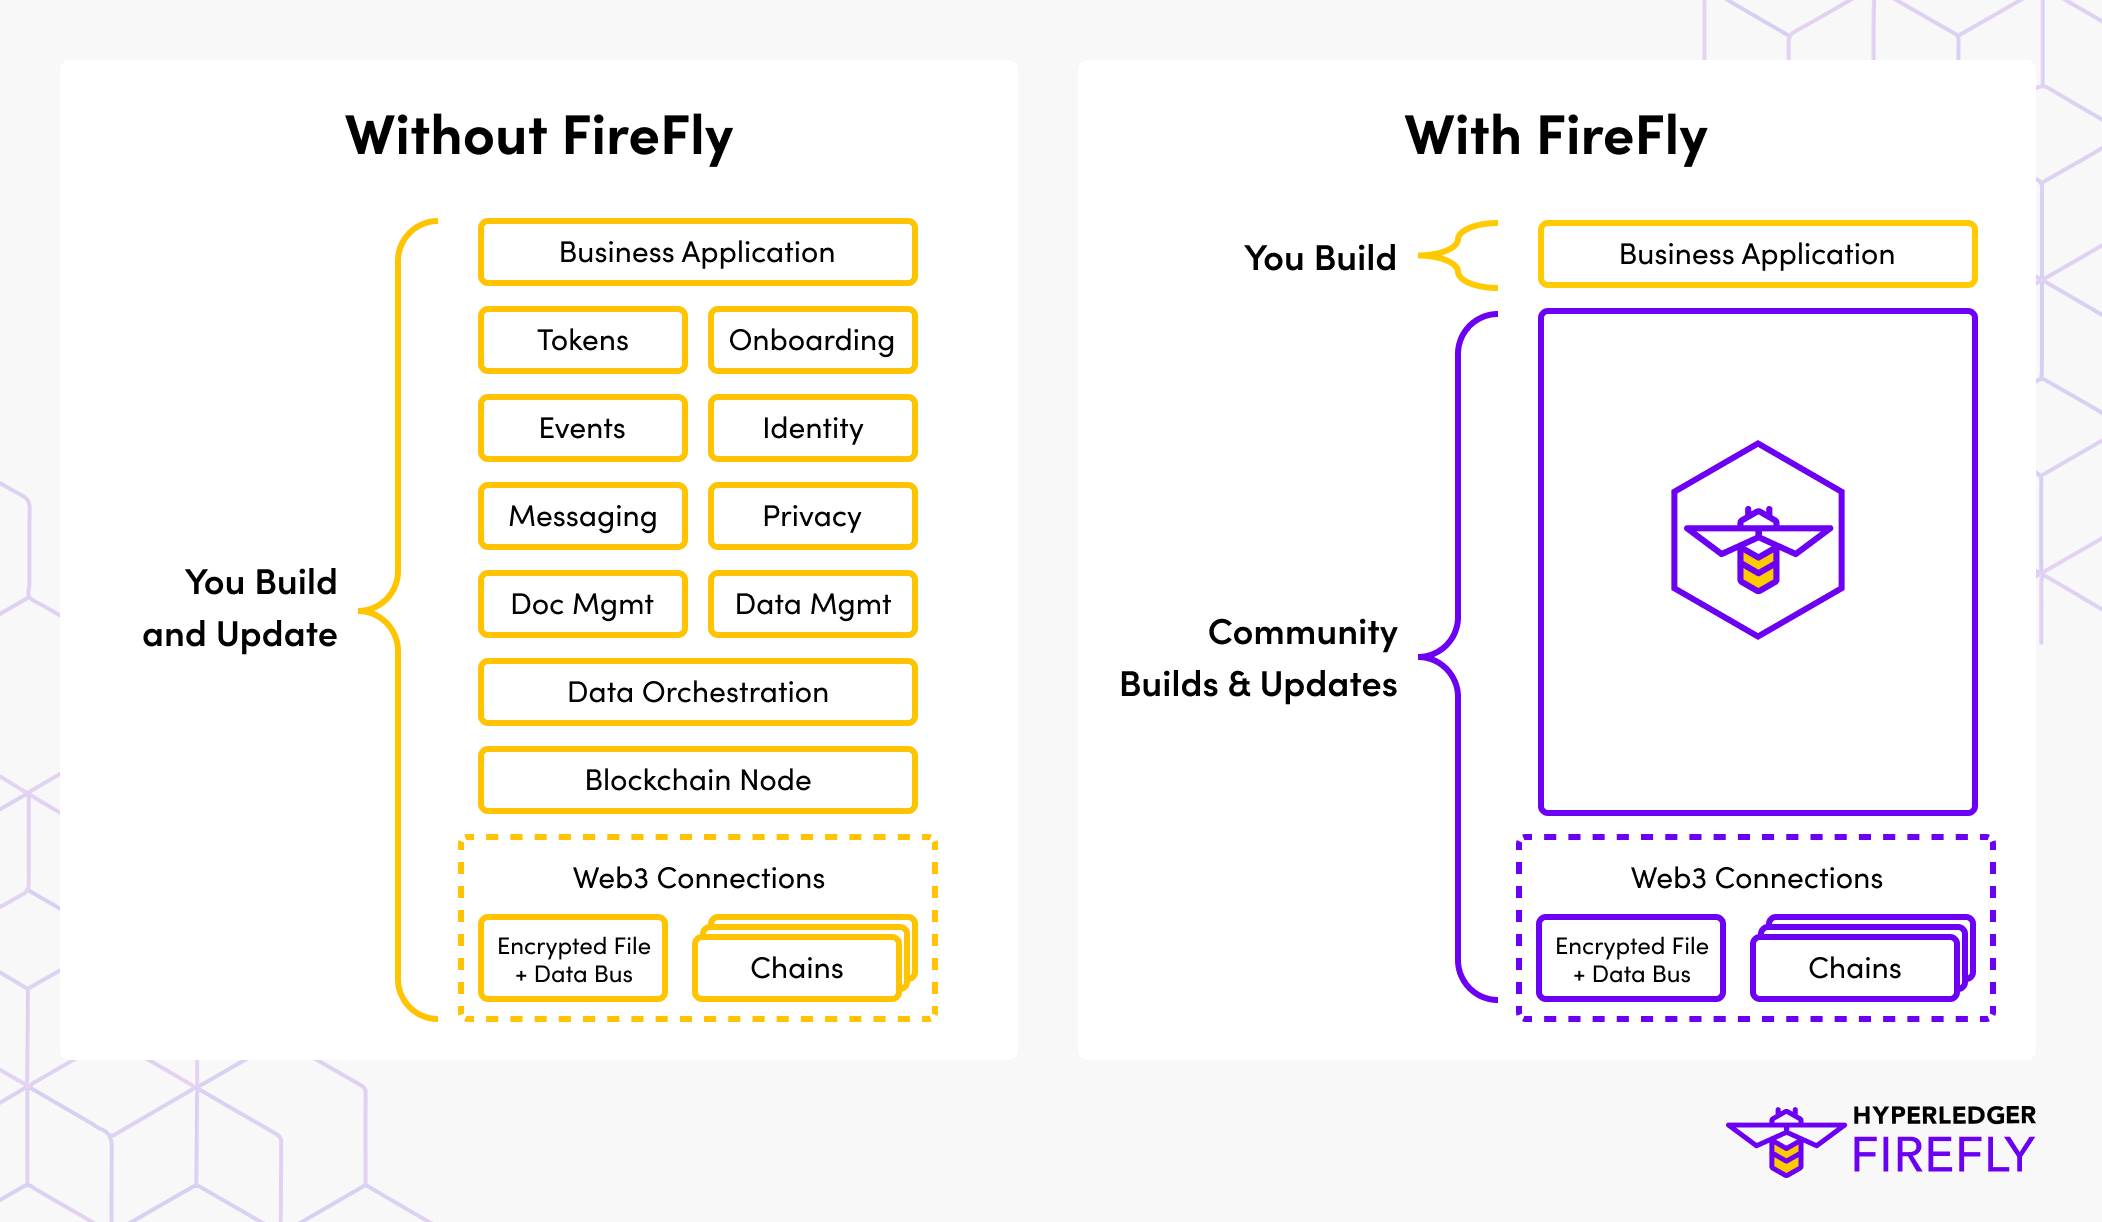 Without FireFly
You Build
and Update
Business Application
Tokens
Onboarding
Events
Identity
Messaging
Privacy
Doc Mgmt
Data Mgmt
Data Orchestration
Blockchain Node
Web3 Connections
Encrypted File
+ Data Bus
Chains
With FireFly
You Build
Business Application
Community
Builds & Updates
Web3 Connections
Encrypted File
+ Data Bus
Chains
HYPERLEDGER
FIREFLY